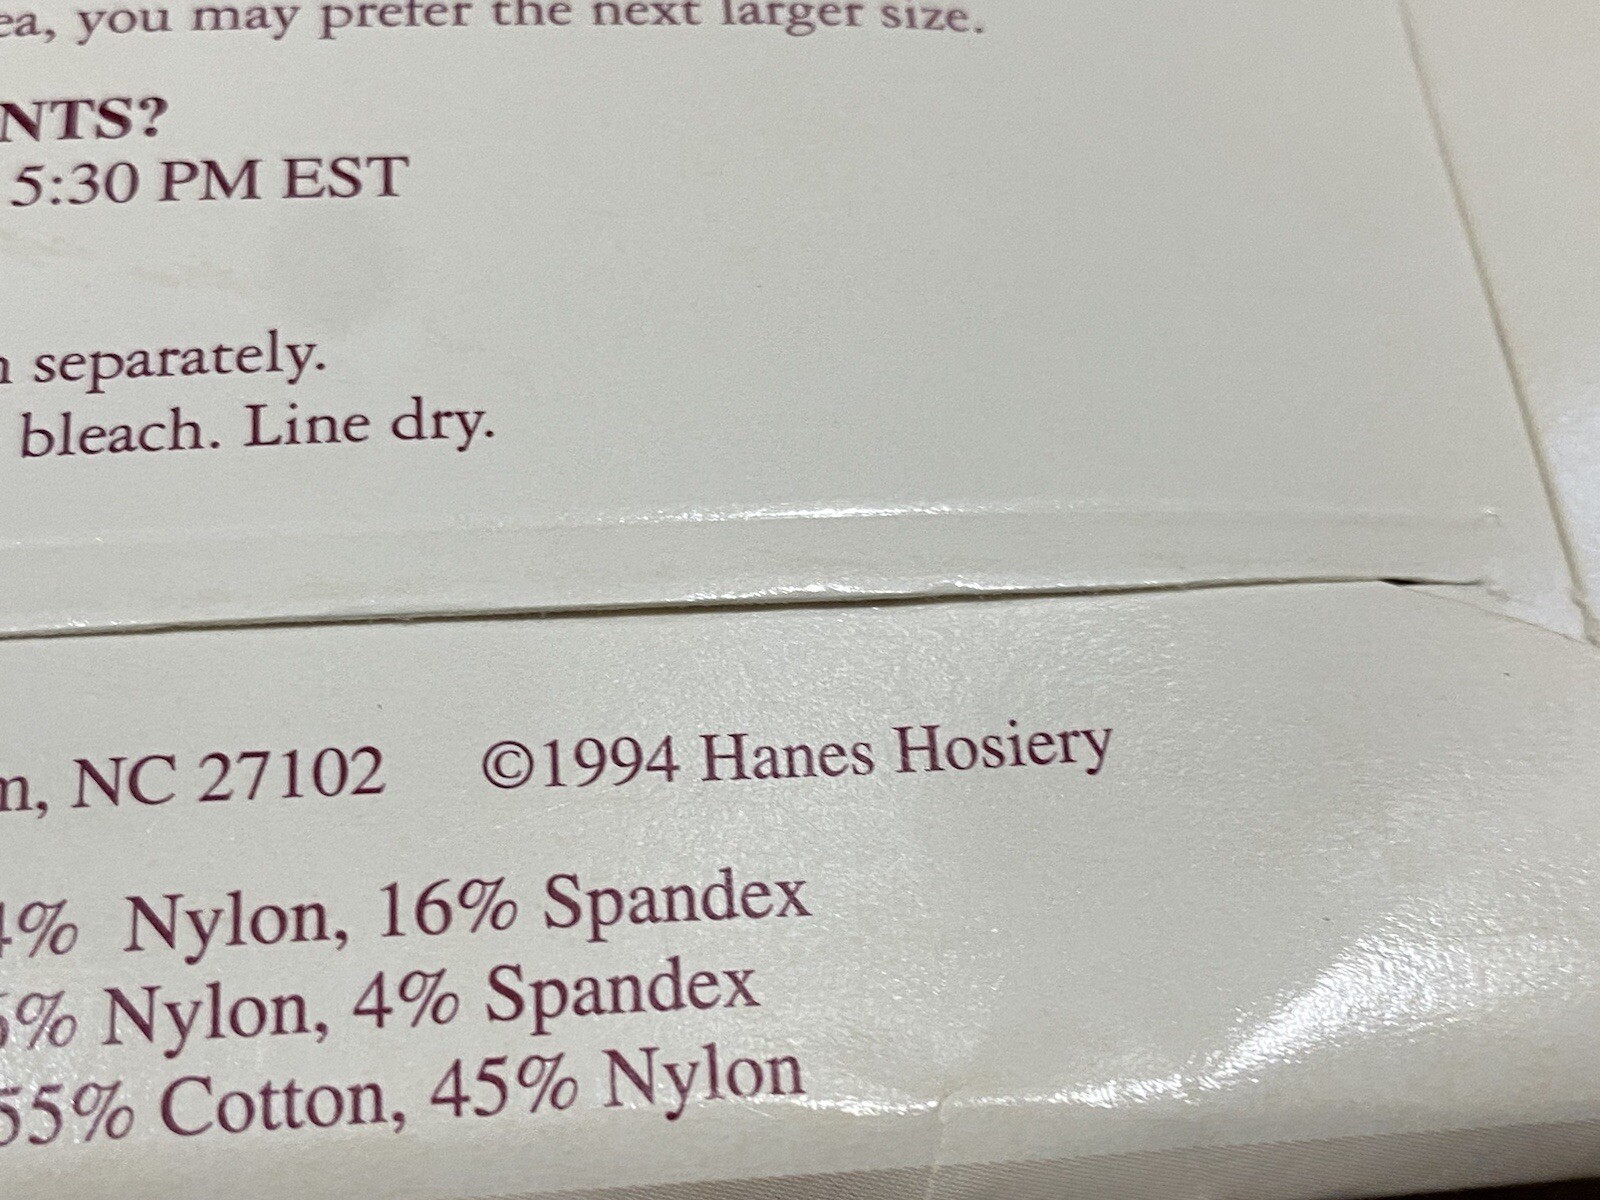 ea, you may prefer the next larger size.
NTS?
5:30 PM EST
separately.
bleach. Line dry.
m, NC 27102 ©1994 Hanes Hosiery
4% Nylon, 16% Spandex
% Nylon, 4% Spandex
55% Cotton, 45% Nylon